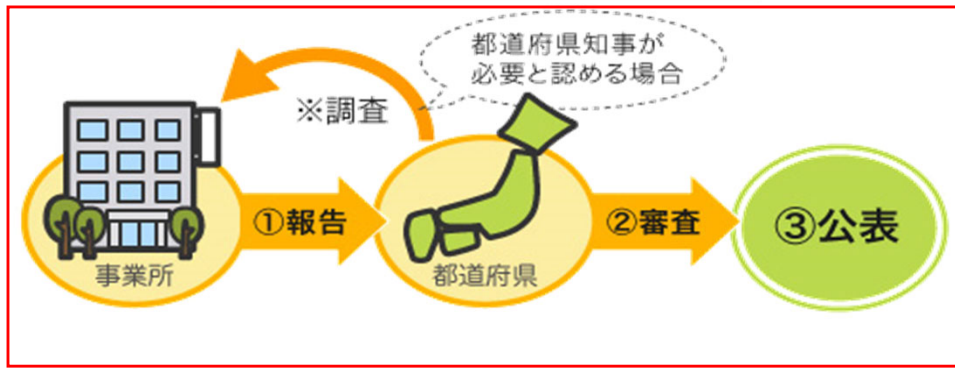 都道府県知事が
必要と認める場合
※調査
①報告
②審査
③公表
事業所
都道府県